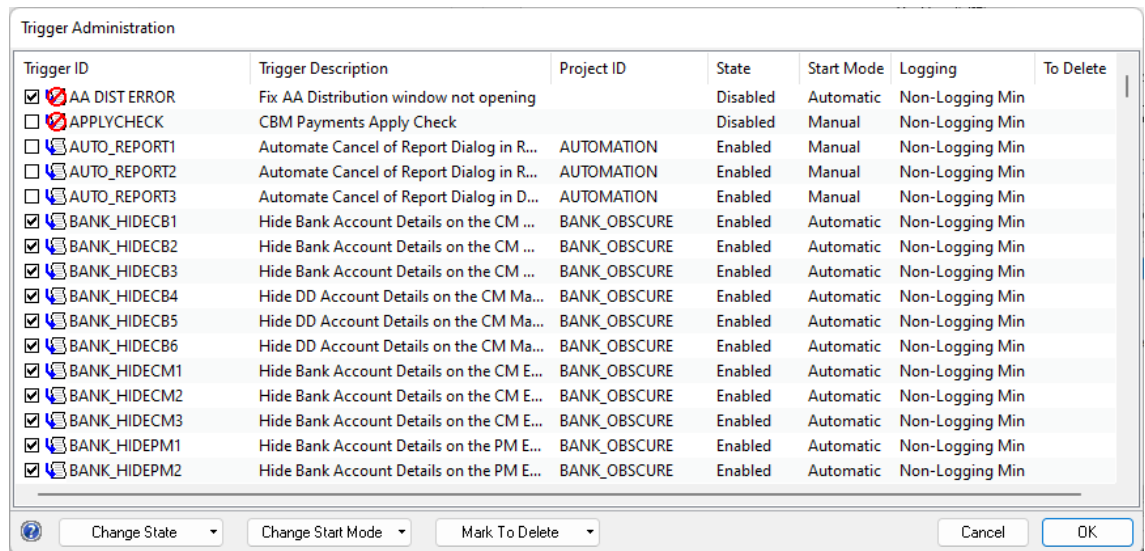 Trigger Administration
Trigger ID Trigger Description Project ID State Start Mode Logging To Delete
AA DIST ERROR Fix AA Distribution window not opening Disabled Automatic Non-Logging Min
APPLYCHECK CBM Payments Apply Check Disabled Manual Non-Logging Min
AUTO_REPORT1 Automate Cancel of Report Dialog in R... AUTOMATION Enabled Manual Non-Logging Min
AUTO_REPORT2 Automate Cancel of Report Dialog in R... AUTOMATION Enabled Manual Non-Logging Min
AUTO_REPORT3 Automate Cancel of Report Dialog in D... AUTOMATION Enabled Manual Non-Logging Min
BANK_HIDECB1 Hide Bank Account Details on the CM ... BANK_OBSCURE Enabled Automatic Non-Logging Min
BANK_HIDECB2 Hide Bank Account Details on the CM ... BANK_OBSCURE Enabled Automatic Non-Logging Min
BANK_HIDECB3 Hide Bank Account Details on the CM ... BANK_OBSCURE Enabled Automatic Non-Logging Min
BANK_HIDECB4 Hide DD Account Details on the CM Ma... BANK_OBSCURE Enabled Automatic Non-Logging Min
BANK_HIDECB5 Hide DD Account Details on the CM Ma... BANK_OBSCURE Enabled Automatic Non-Logging Min
BANK_HIDECB6 Hide DD Account Details on the CM Ma... BANK_OBSCURE Enabled Automatic Non-Logging Min
BANK_HIDECM1 Hide Bank Account Details on the CM E... BANK_OBSCURE Enabled Automatic Non-Logging Min
BANK_HIDECM2 Hide Bank Account Details on the CM E... BANK_OBSCURE Enabled Automatic Non-Logging Min
BANK_HIDECM3 Hide Bank Account Details on the CM E... BANK_OBSCURE Enabled Automatic Non-Logging Min
BANK_HIDEPM1 Hide Bank Account Details on the PM E... BANK_OBSCURE Enabled Automatic Non-Logging Min
BANK_HIDEPM2 Hide Bank Account Details on the PM E... BANK_OBSCURE Enabled Automatic Non-Logging Min
Change State Change Start Mode Mark To Delete Cancel OK